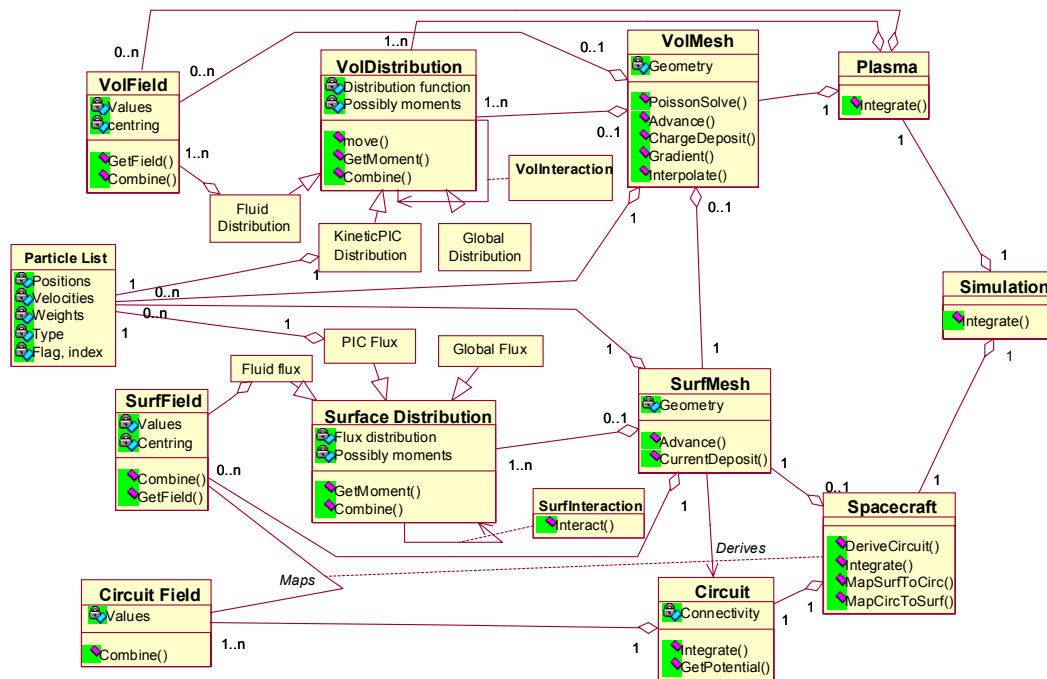 1..n
0..n
0..n
0..1
VolField
Values
centring
GetField()
Combine()
1..n
VolDistribution
Distribution function
Possibly moments
move()
GetMoment()
Combine()
1..n
0..1
VolMesh
Geometry
PoissonSolve()
Advance()
ChargeDeposit()
Gradient()
Interpolate()
1
Plasma
Integrate()
1
VolInteraction
Fluid
Distribution
KineticPIC
Distribution
Global
Distribution
1
0..1
Particle List
Positions
Velocities
Weights
Type
Flag, index
1
1
0..n
0..n
1
1
Simulation
Integrate()
1
1
PIC Flux
Global Flux
Fluid flux
1
1
SurfField
Values
Centring
Combine()
GetField()
0..n
Surface Distribution
Flux distribution
Possibly moments
GetMoment()
Combine()
0..1
1..n
SurfMesh
Geometry
Advance()
CurrentDeposit()
1
1
0..1
1
SurfInteraction
Interact()
Spacecraft
DeriveCircuit()
Integrate()
MapSurfToCirc()
MapCircToSurf()
Derives
Maps
Circuit Field
Values
Combine()
1..n
1
Circuit
Connectivity
Integrate()
GetPotential()
1